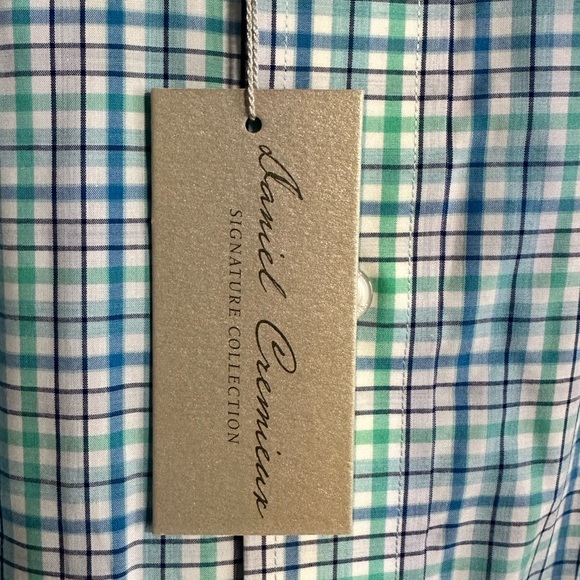 Daniel Cremieux
SIGNATURE COLLECTION